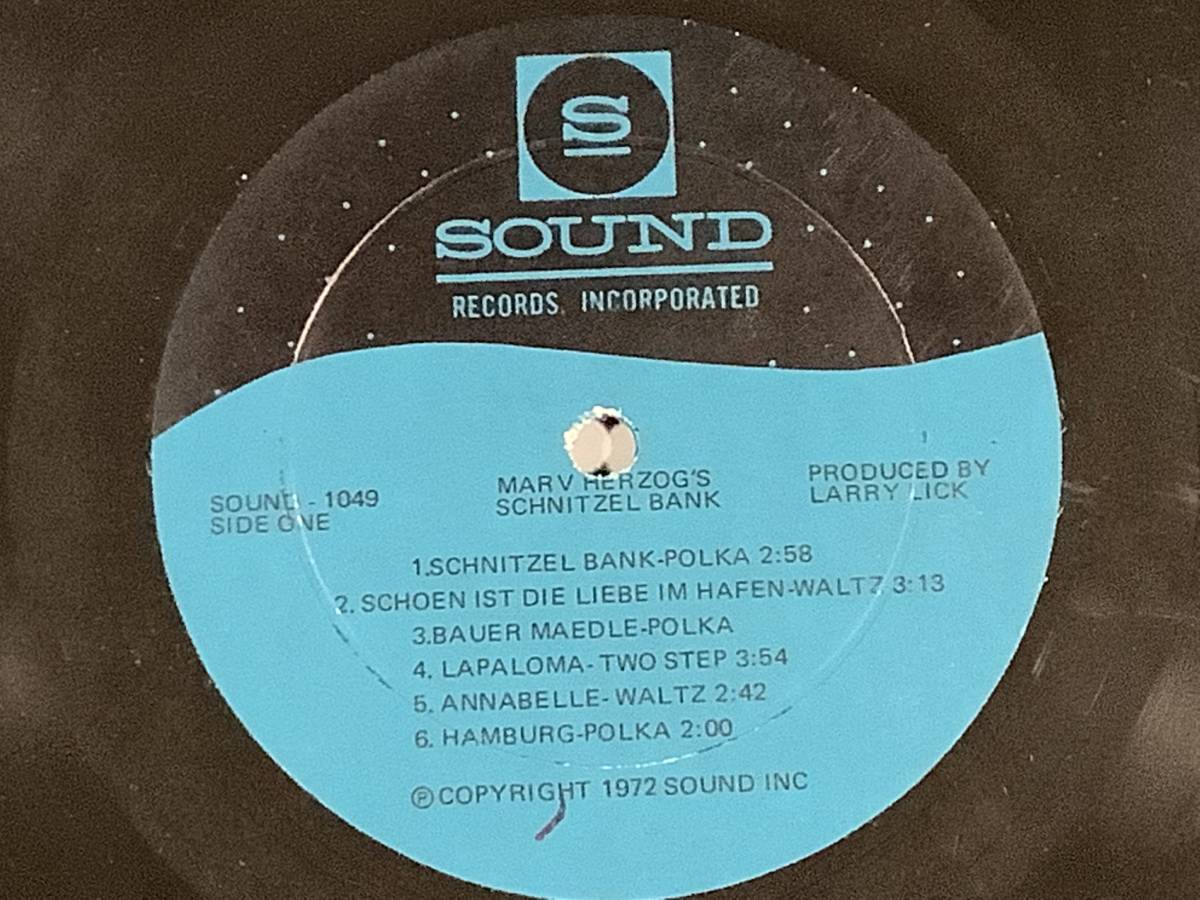 S
SOUND
RECORDS, INCORPORATED
SOUND - 1049
SIDE ONE
MARV HERZOG'S
SCHNITZEL BANK
PRODUCED BY
LARRY LICK
1.SCHNITZEL BANK-POLKA 2:58
2. SCHOEN IST DIE LIEBE IM HAFEN-WALTZ 3:13
3.BAUER MAEDLE-POLKA
4. LAPALOMA- TWO STEP 3:54
5. ANNABELLE- WALTZ 2:42
6. HAMBURG-POLKA 2:00
℗COPYRIGHT 1972 SOUND INC